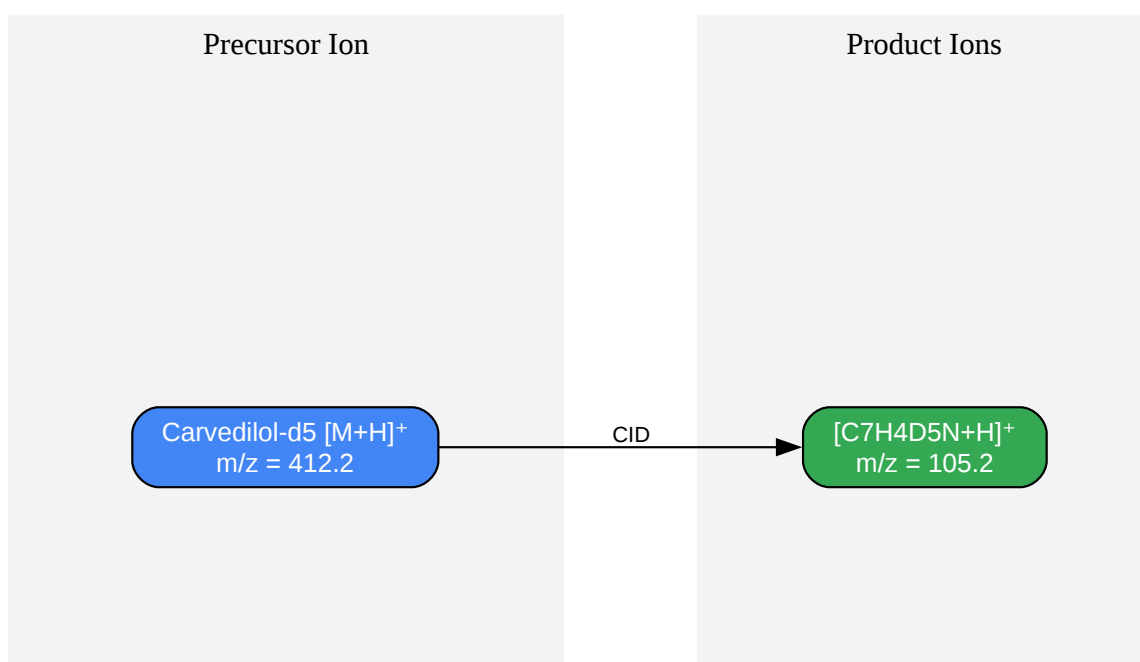 Precursor Ion
Product Ions
Carvedilol-d5 [M+H]⁺
m/z = 412.2
CID
[C7H4D5N+H]⁺
m/z = 105.2